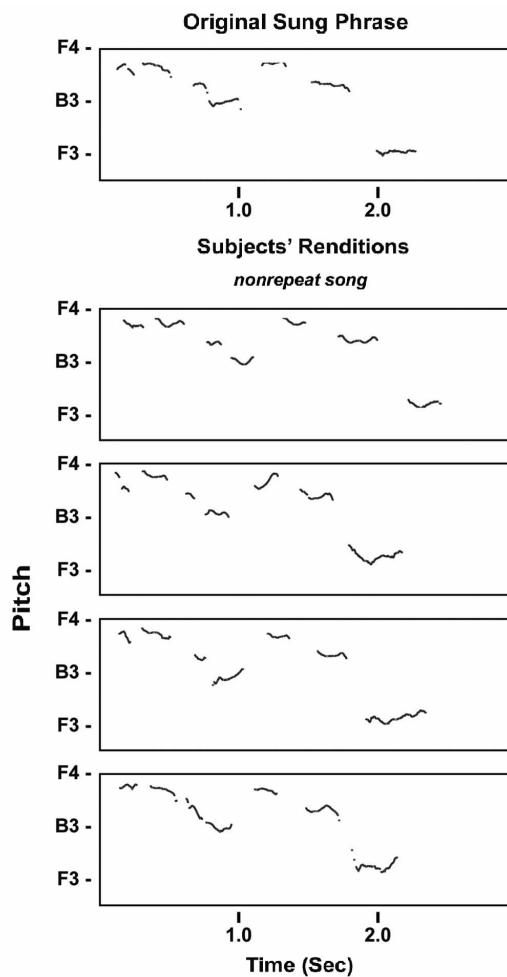 Original Sung Phrase
F4 -
B3 -
F3 -
1.0 2.0
Subjects' Renditions
nonrepeat song
F4 -
B3 -
F3 -
F4 -
B3 -
F3 -
F4 -
B3 -
F3 -
F4 -
B3 -
F3 -
Pitch
1.0 2.0
Time (Sec)